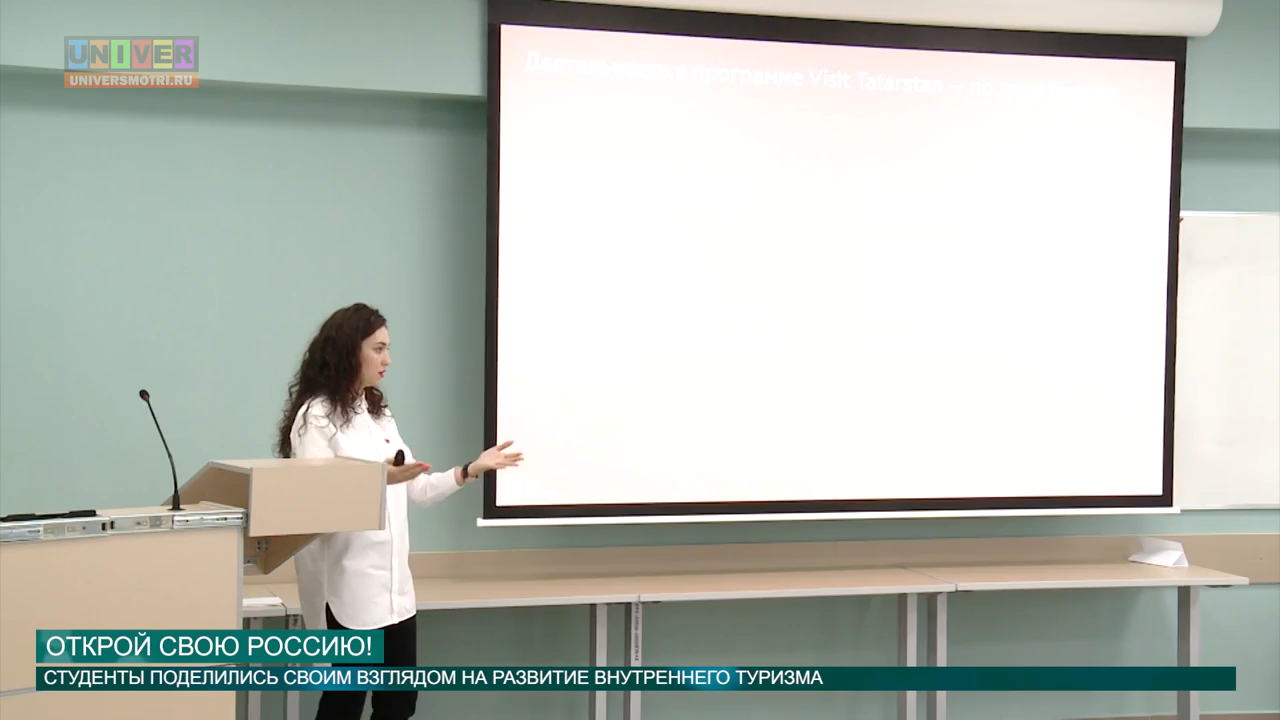 UNIVER
UNIVERSMOTRI.RU
Деятельность в программе Visit Tatarstan –
ОТКРОЙ СВОЮ РОССИЮ!
СТУДЕНТЫ ПОДЕЛИЛИСЬ СВОИМ ВЗГЛЯДОМ НА РАЗВИТИЕ ВНУТРЕННЕГО ТУРИЗМА